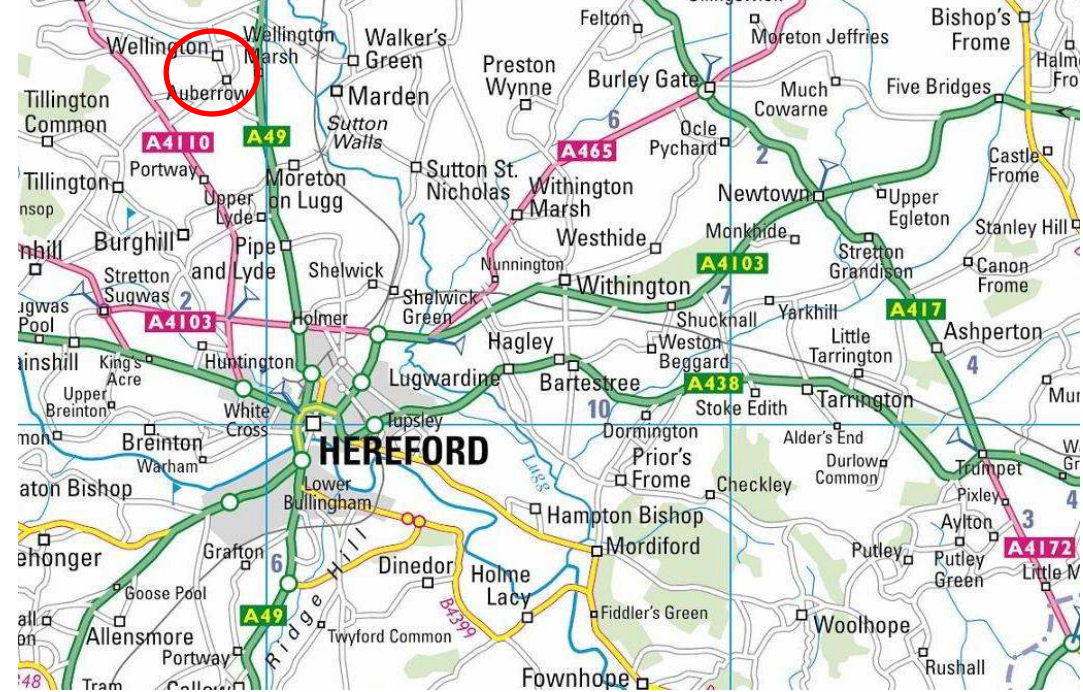 Felton
Bishop's
Frome
Wellington
Wellington
Marsh
Walker's
Green
Moreton Jeffries
Preston
Wynne
Burley Gate
Much
Cowarne
Five Bridges
Auberrow
Marden
Tillington
Common
Sutton
Walls
6
Ocle
Pychard
A4110
A49
A465
2
Castle
Frome
Portway
Moreton
on Lugg
Sutton St.
Nicholas
Withington
Marsh
Tillington
Upper
Lyde
Newtown
Upper
Egleton
Burghill
Pipe
and Lyde
Westhide
Monkhide
Stanley Hill
Stretton
Grandison
Stretton
Sugwas
Shelwick
Nunnington
A4103
Canon
Frome
2
Withington
7
Shelwick
Green
A4103
Holmer
Shucknall
Yarkhill
A417
Pool
Hagley
Little
Tarrington
Ashperton
King's
Acre
Huntington
Weston
Beggard
4
Lugwardine
Bartestree
A438
Upper
Breinton
10
Stoke Edith
Tarrington
White
Cross
Tupsley
Dormington
Alder's End
Breinton
HEREFORD
Warham
Prior's
Frome
Durlow
Common
Trumpet
Lower
Bullingham
Lugg
Checkley
Pixley
4
Hampton Bishop
Aylton
3
Grafton
Mordiford
Putley
Putley
Green
A4172
6
Dinedor
Holme
Lacy
Goose Pool
Ridge Hill
B4399
A49
Fiddler's Green
Woolhope
Allensmore
Twyford Common
Portway
Rushall
Callow
Fownhope